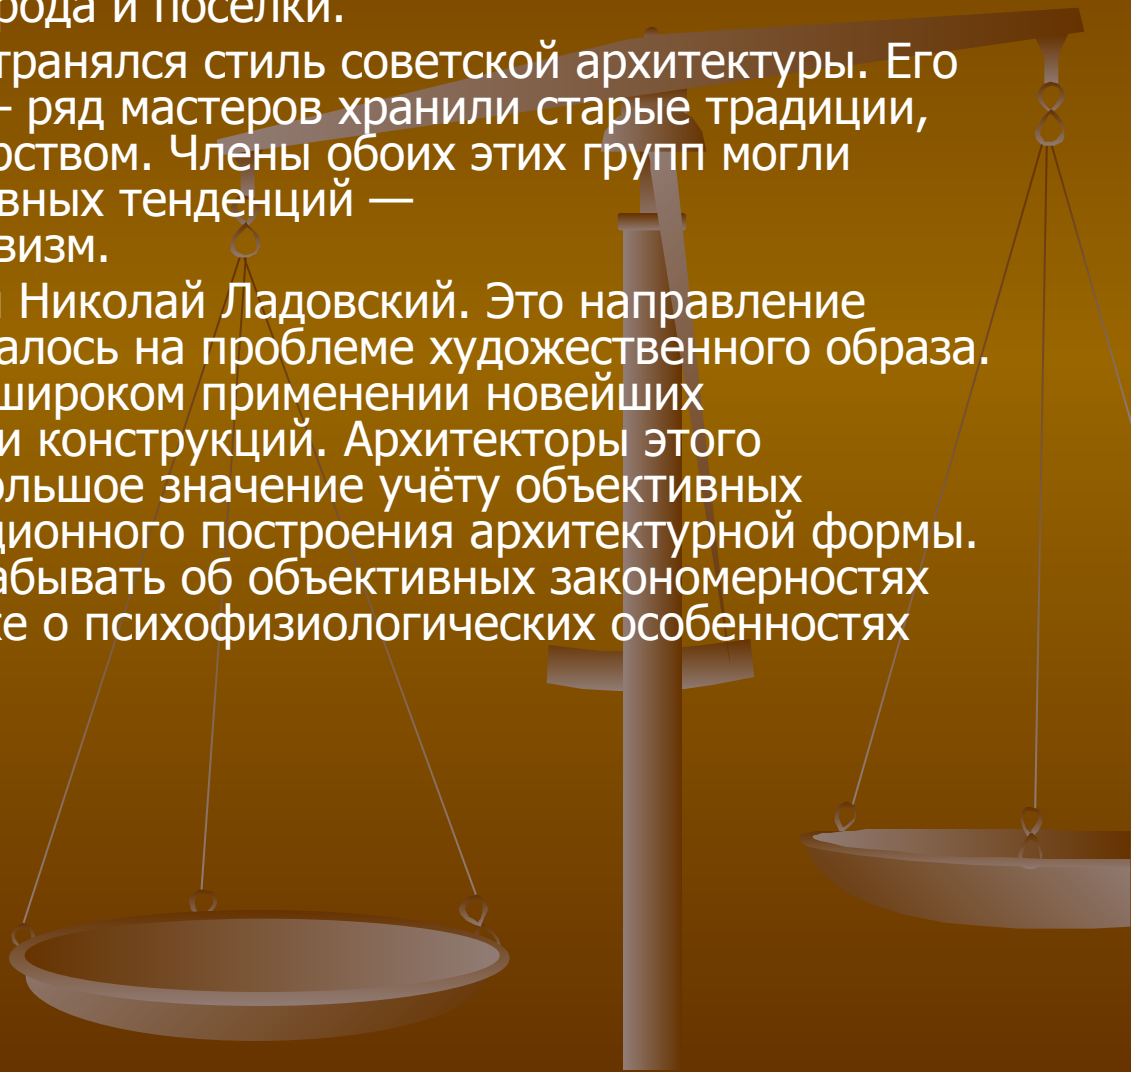 рода и поселки.
транялся стиль советской архитектуры. Его
– ряд мастеров хранили старые традиции,
рством. Члены обоих этих групп могли
вных тенденций —
визм.
Николай Ладовский. Это направление
алось на проблеме художественного образа.
широком применении новейших
и конструкций. Архитекторы этого
ольшое значение учёту объективных
ционного построения архитектурной формы.
абывать об объективных закономерностях
же о психофизиологических особенностях